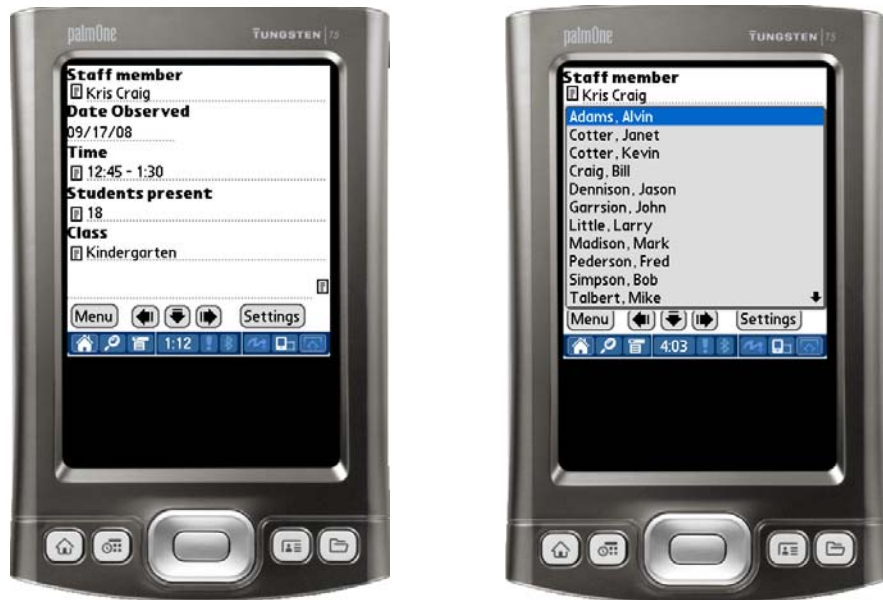 palmOne TUNGSTEN T5
Staff member
Kris Craig
Date Observed
09/17/08
Time
12:45 - 1:30
Students present
18
Class
Kindergarten
Menu Settings
1:12
palmOne TUNGSTEN T5
Staff member
Kris Craig
Adams, Alvin
Cotter, Janet
Cotter, Kevin
Craig, Bill
Dennison, Jason
Garrsion, John
Little, Larry
Madison, Mark
Pederson, Fred
Simpson, Bob
Talbert, Mike
Menu Settings
4:03